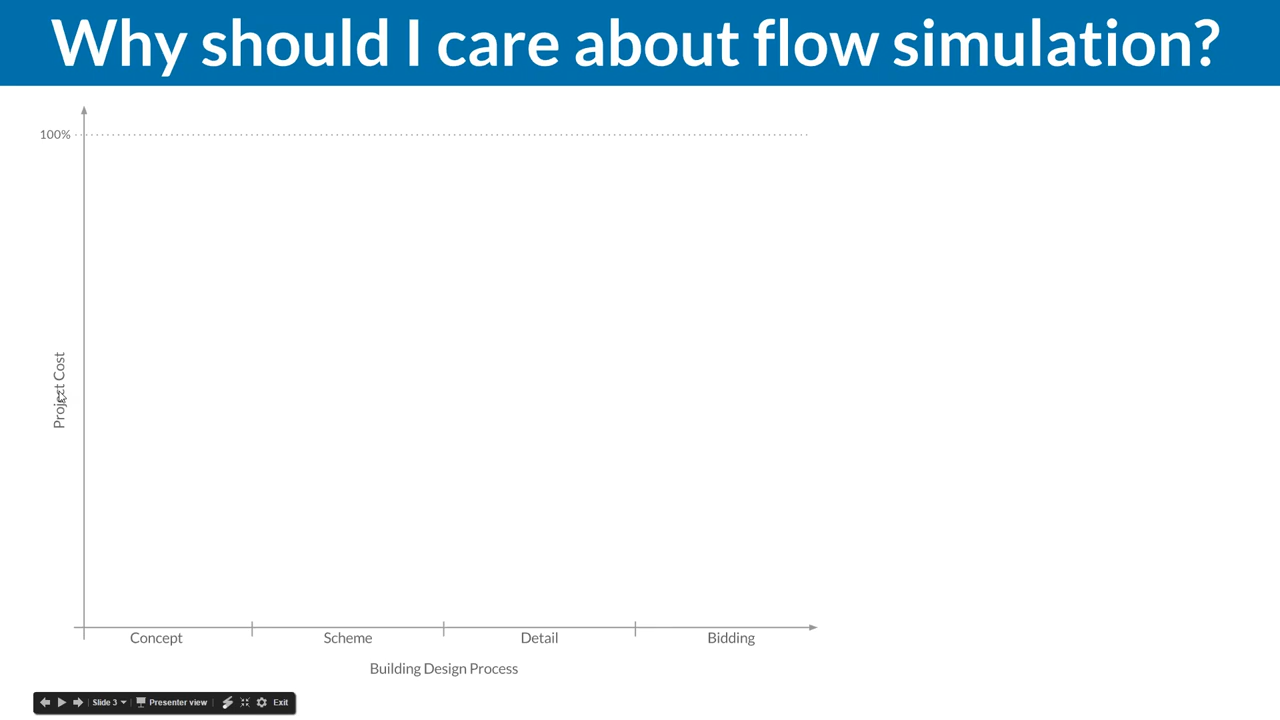 Why should I care about flow simulation?
100%
Project Cost
Concept
Scheme
Detail
Bidding
Building Design Process
Slide 3
Presenter view
Exit